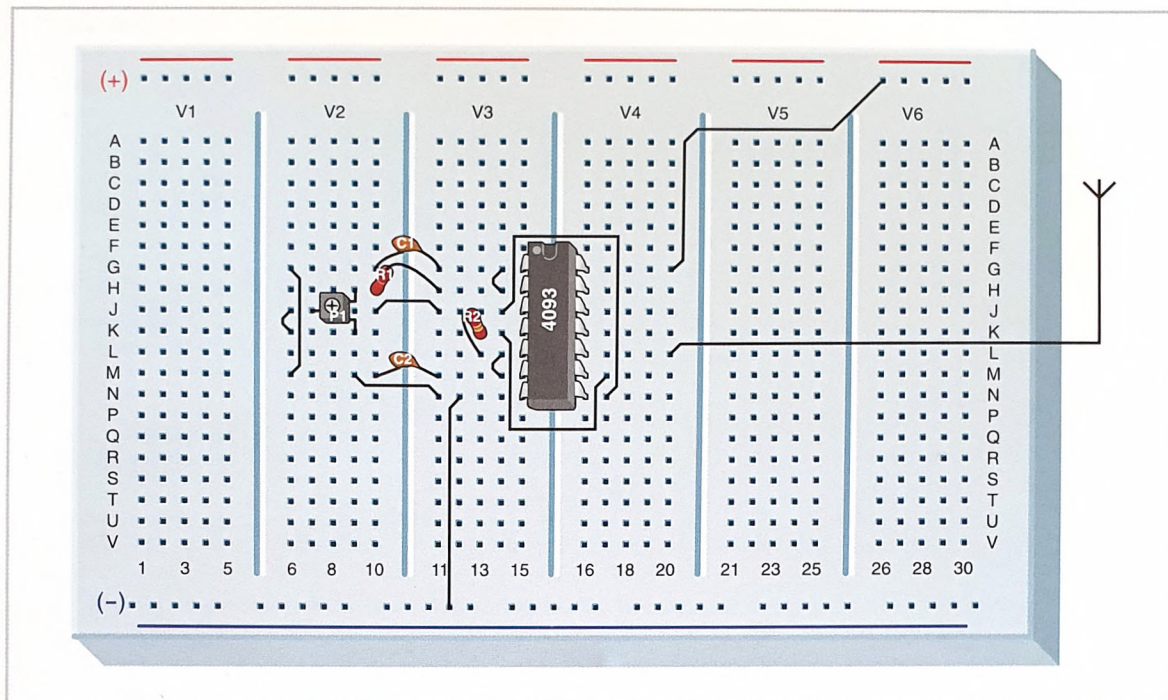 (+)
V1 V2 V3 V4 V5 V6
A A
B B
C C
D D
E E
F C1 F
G R1 G
H 4093 H
J P1 R2 J
K K
L C2 L
M M
N N
P P
Q Q
R R
S S
T T
U U
V V
1 3 5 6 8 10 11 13 15 16 18 20 21 23 25 26 28 30
(−)